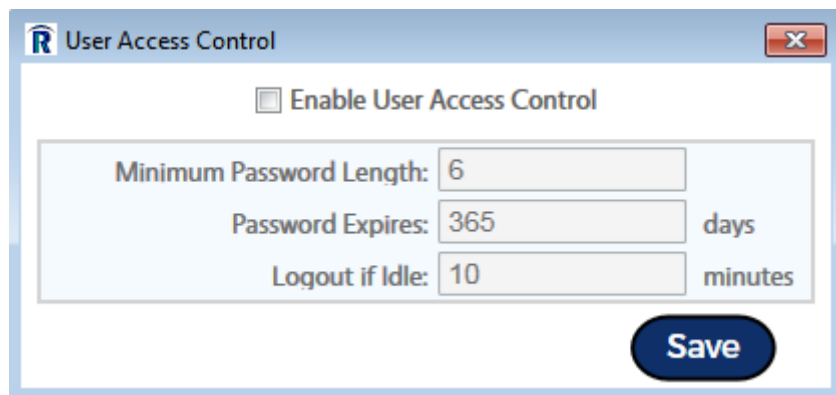 R User Access Control
Enable User Access Control
Minimum Password Length: 6
Password Expires: 365 days
Logout if Idle: 10 minutes
Save